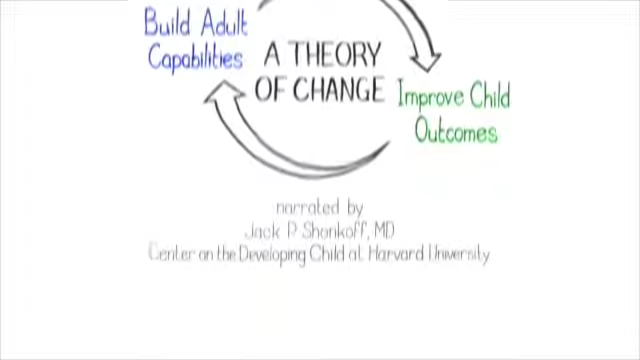 Build Adult
Capabilities
A THEORY
OF CHANGE
Improve Child
Outcomes
narrated by
Jack P. Shonkoff, MD
Center on the Developing Child at Harvard University